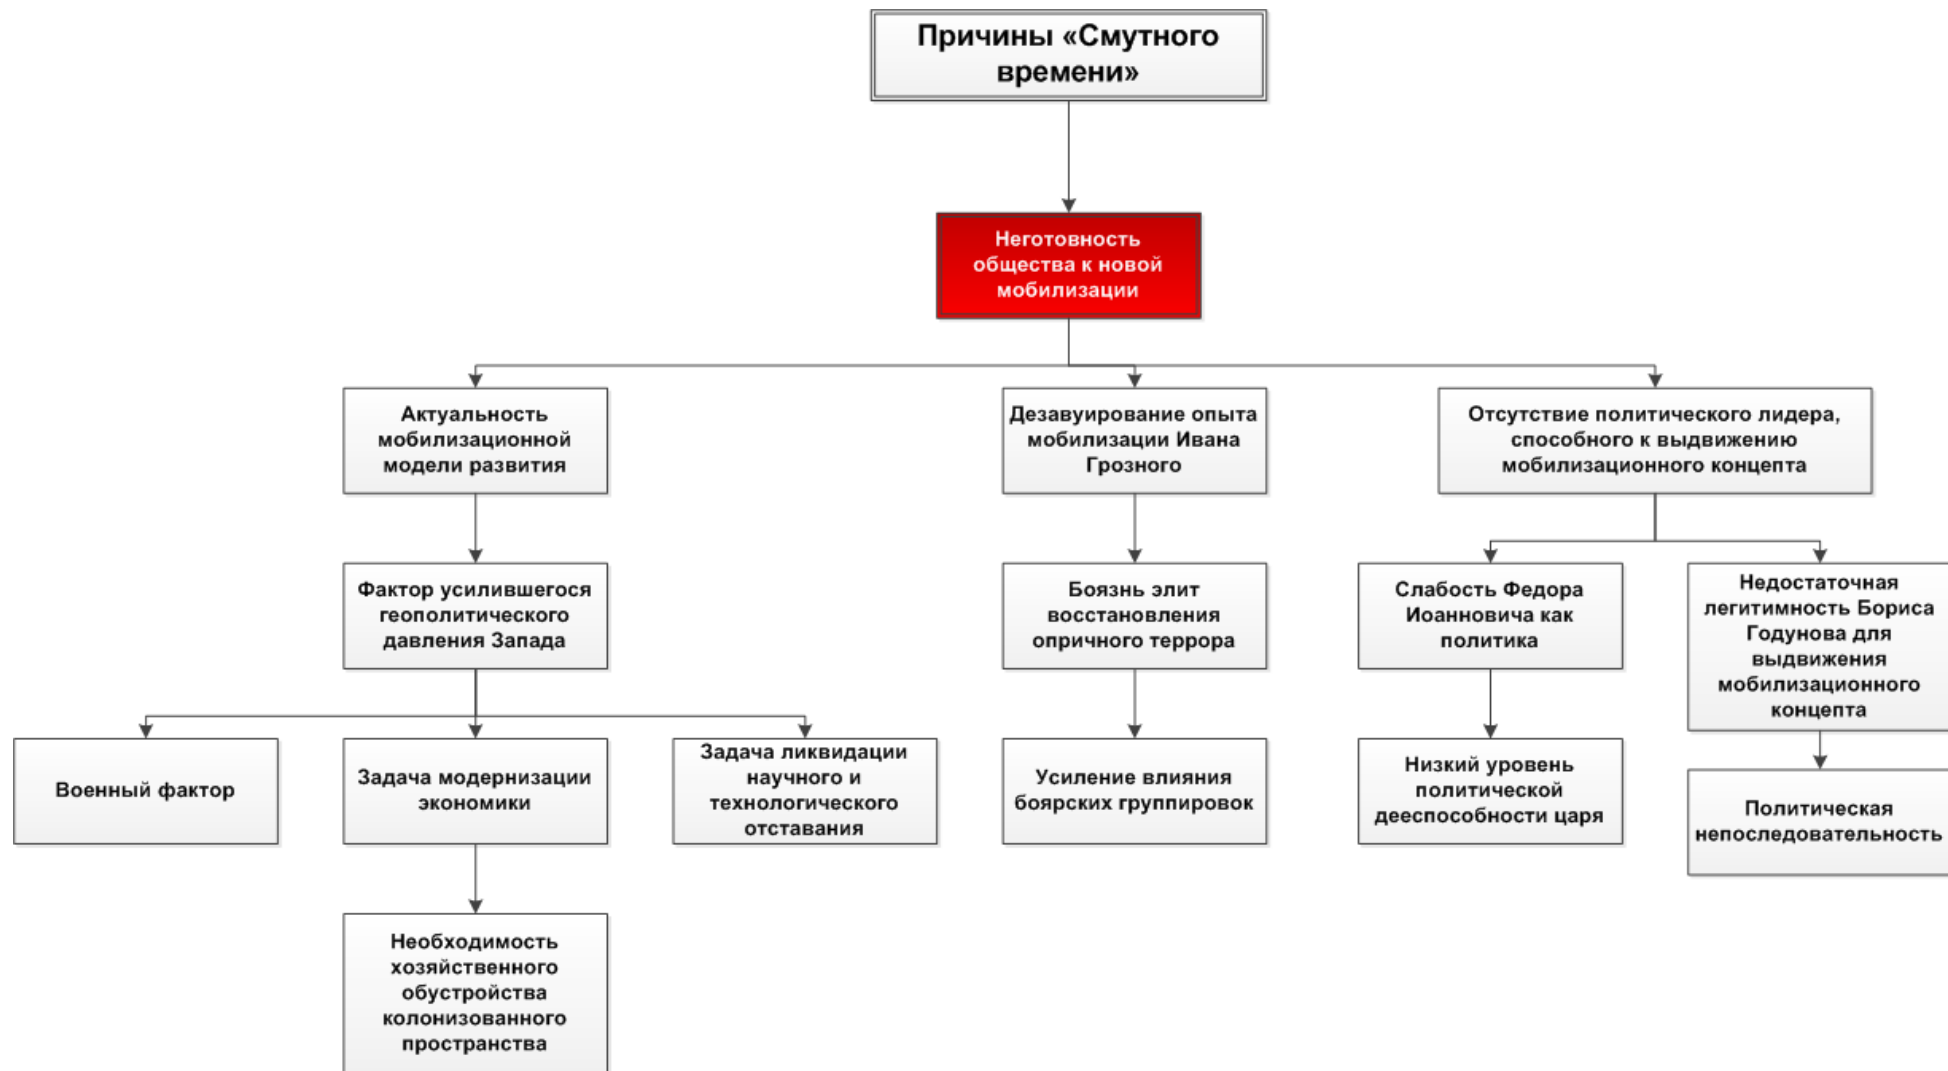 Причины «Смутного
времени»
Неготовность
общества к новой
мобилизации
Актуальность
мобилизационной
модели развития
Дезавуирование опыта
мобилизации Ивана
Грозного
Отсутствие политического лидера,
способного к выдвижению
мобилизационного концепта
Фактор усилившегося
геополитического
давления Запада
Боязнь элит
восстановления
опричного террора
Слабость Федора
Иоанновича как
политика
Недостаточная
легитимность Бориса
Годунова для
выдвижения
мобилизационного
концепта
Военный фактор
Задача модернизации
экономики
Задача ликвидации
научного и
технологического
отставания
Усиление влияния
боярских группировок
Низкий уровень
политической
дееспособности царя
Политическая
непоследовательность
Необходимость
хозяйственного
обустройства
колонизованного
пространства